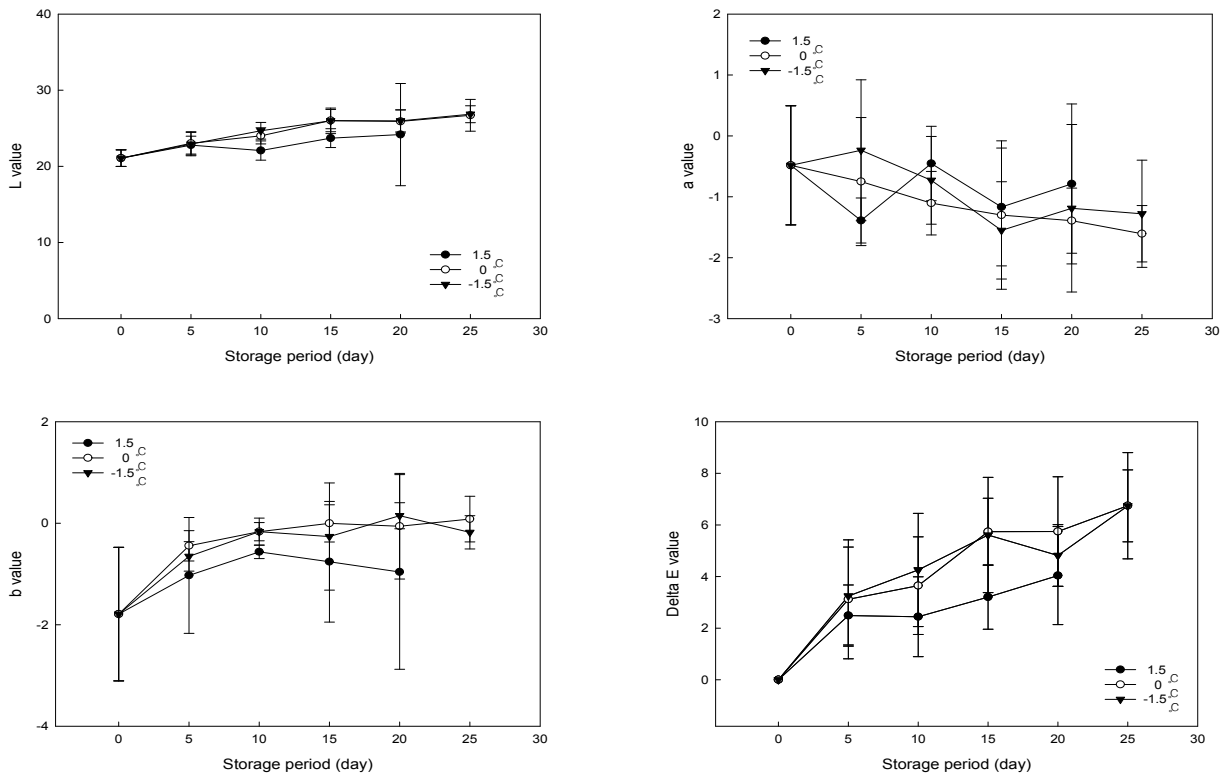 40
30
20
10
0
L value
0 5 10 15 20 25 30
Storage period (day)
1.5 ℃
0 ℃
-1.5 ℃
2
1
0
-1
-2
-3
a value
0 5 10 15 20 25 30
Storage period (day)
1.5 ℃
0 ℃
-1.5 ℃
2
0
-2
-4
b value
0 5 10 15 20 25 30
Storage period (day)
1.5 ℃
0 ℃
-1.5 ℃
10
8
6
4
2
0
Delta E value
0 5 10 15 20 25 30
Storage period (day)
1.5 ℃
0 ℃
-1.5 ℃